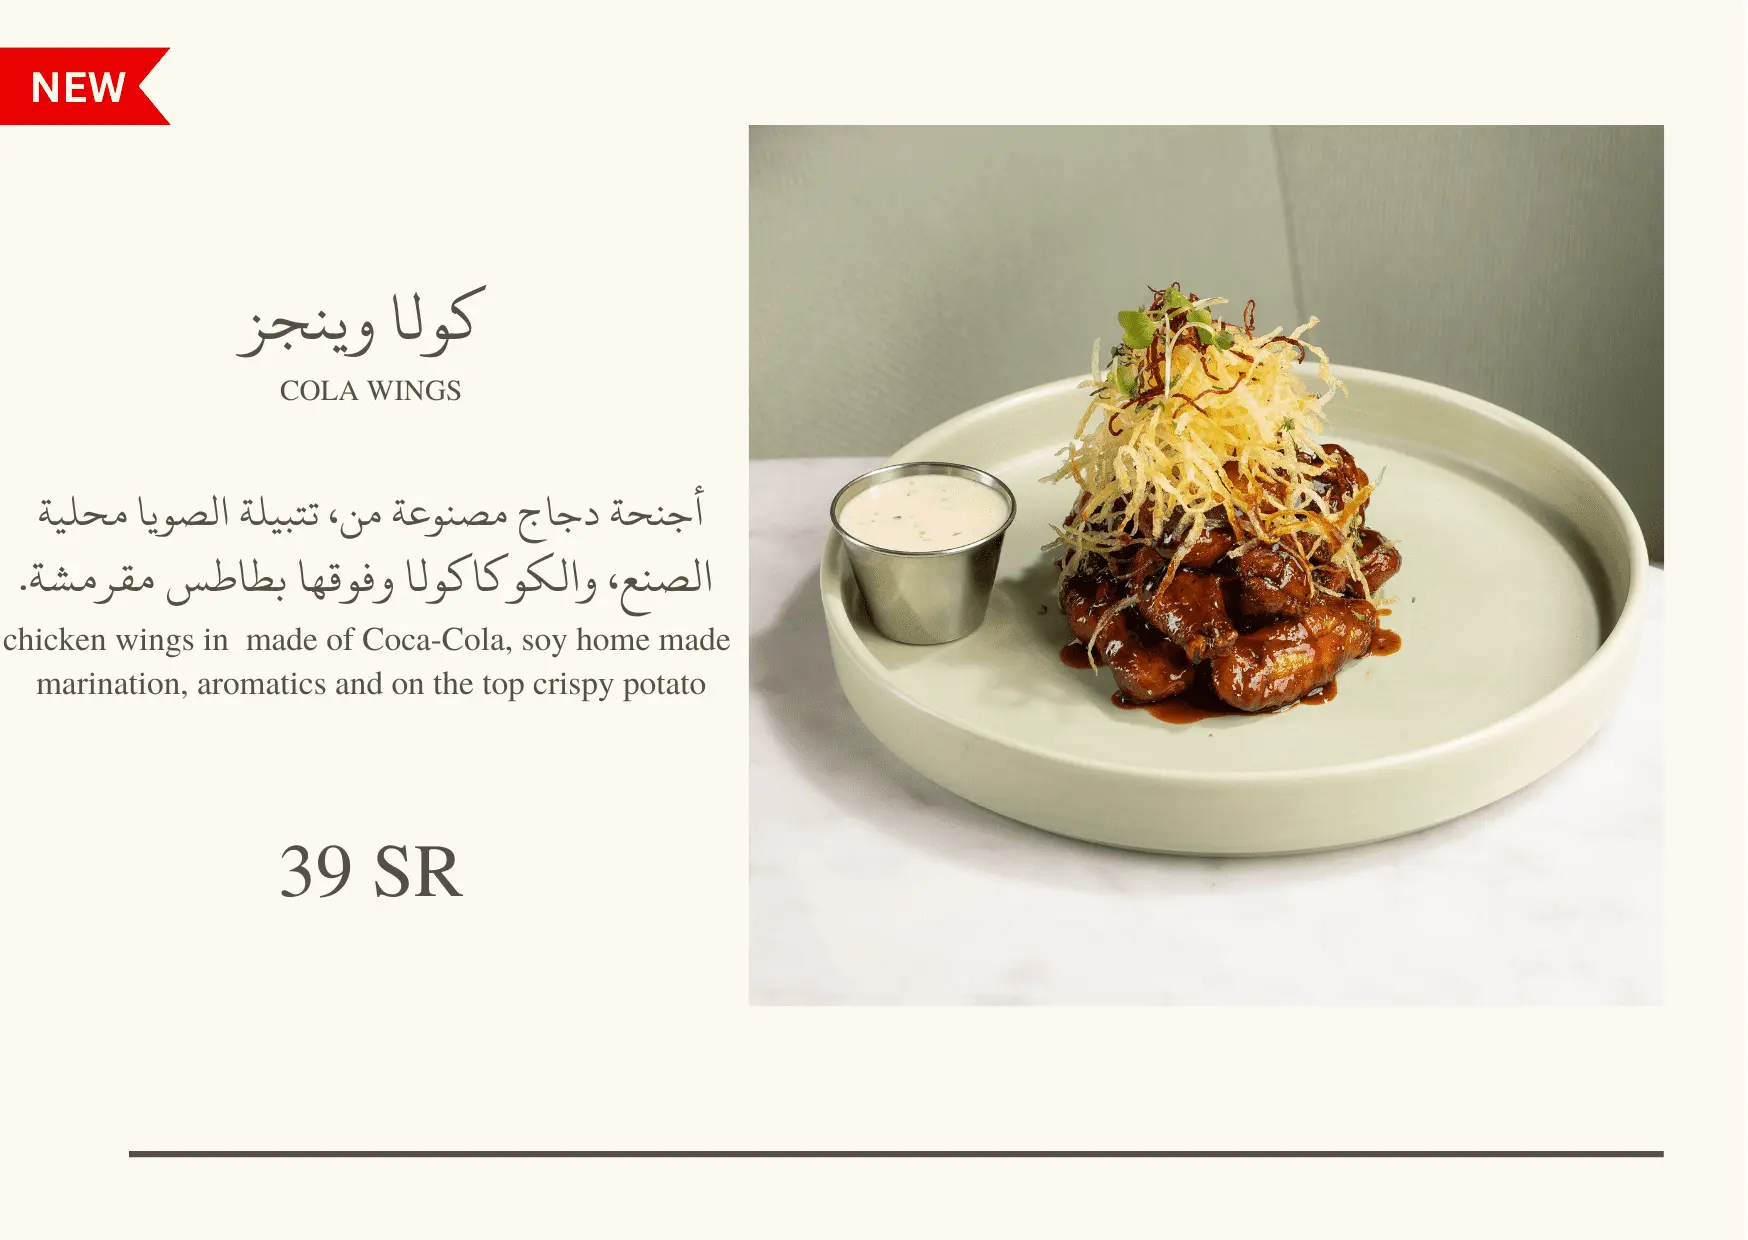 NEW
كولا وينجز
COLA WINGS
أجنحة دجاج مصنوعة من، تتبيلة الصويا محلية
الصنع، والكوكاكولا وفوقها بطاطس مقرمشة.
chicken wings in  made of Coca-Cola, soy home made
marination, aromatics and on the top crispy potato
39 SR